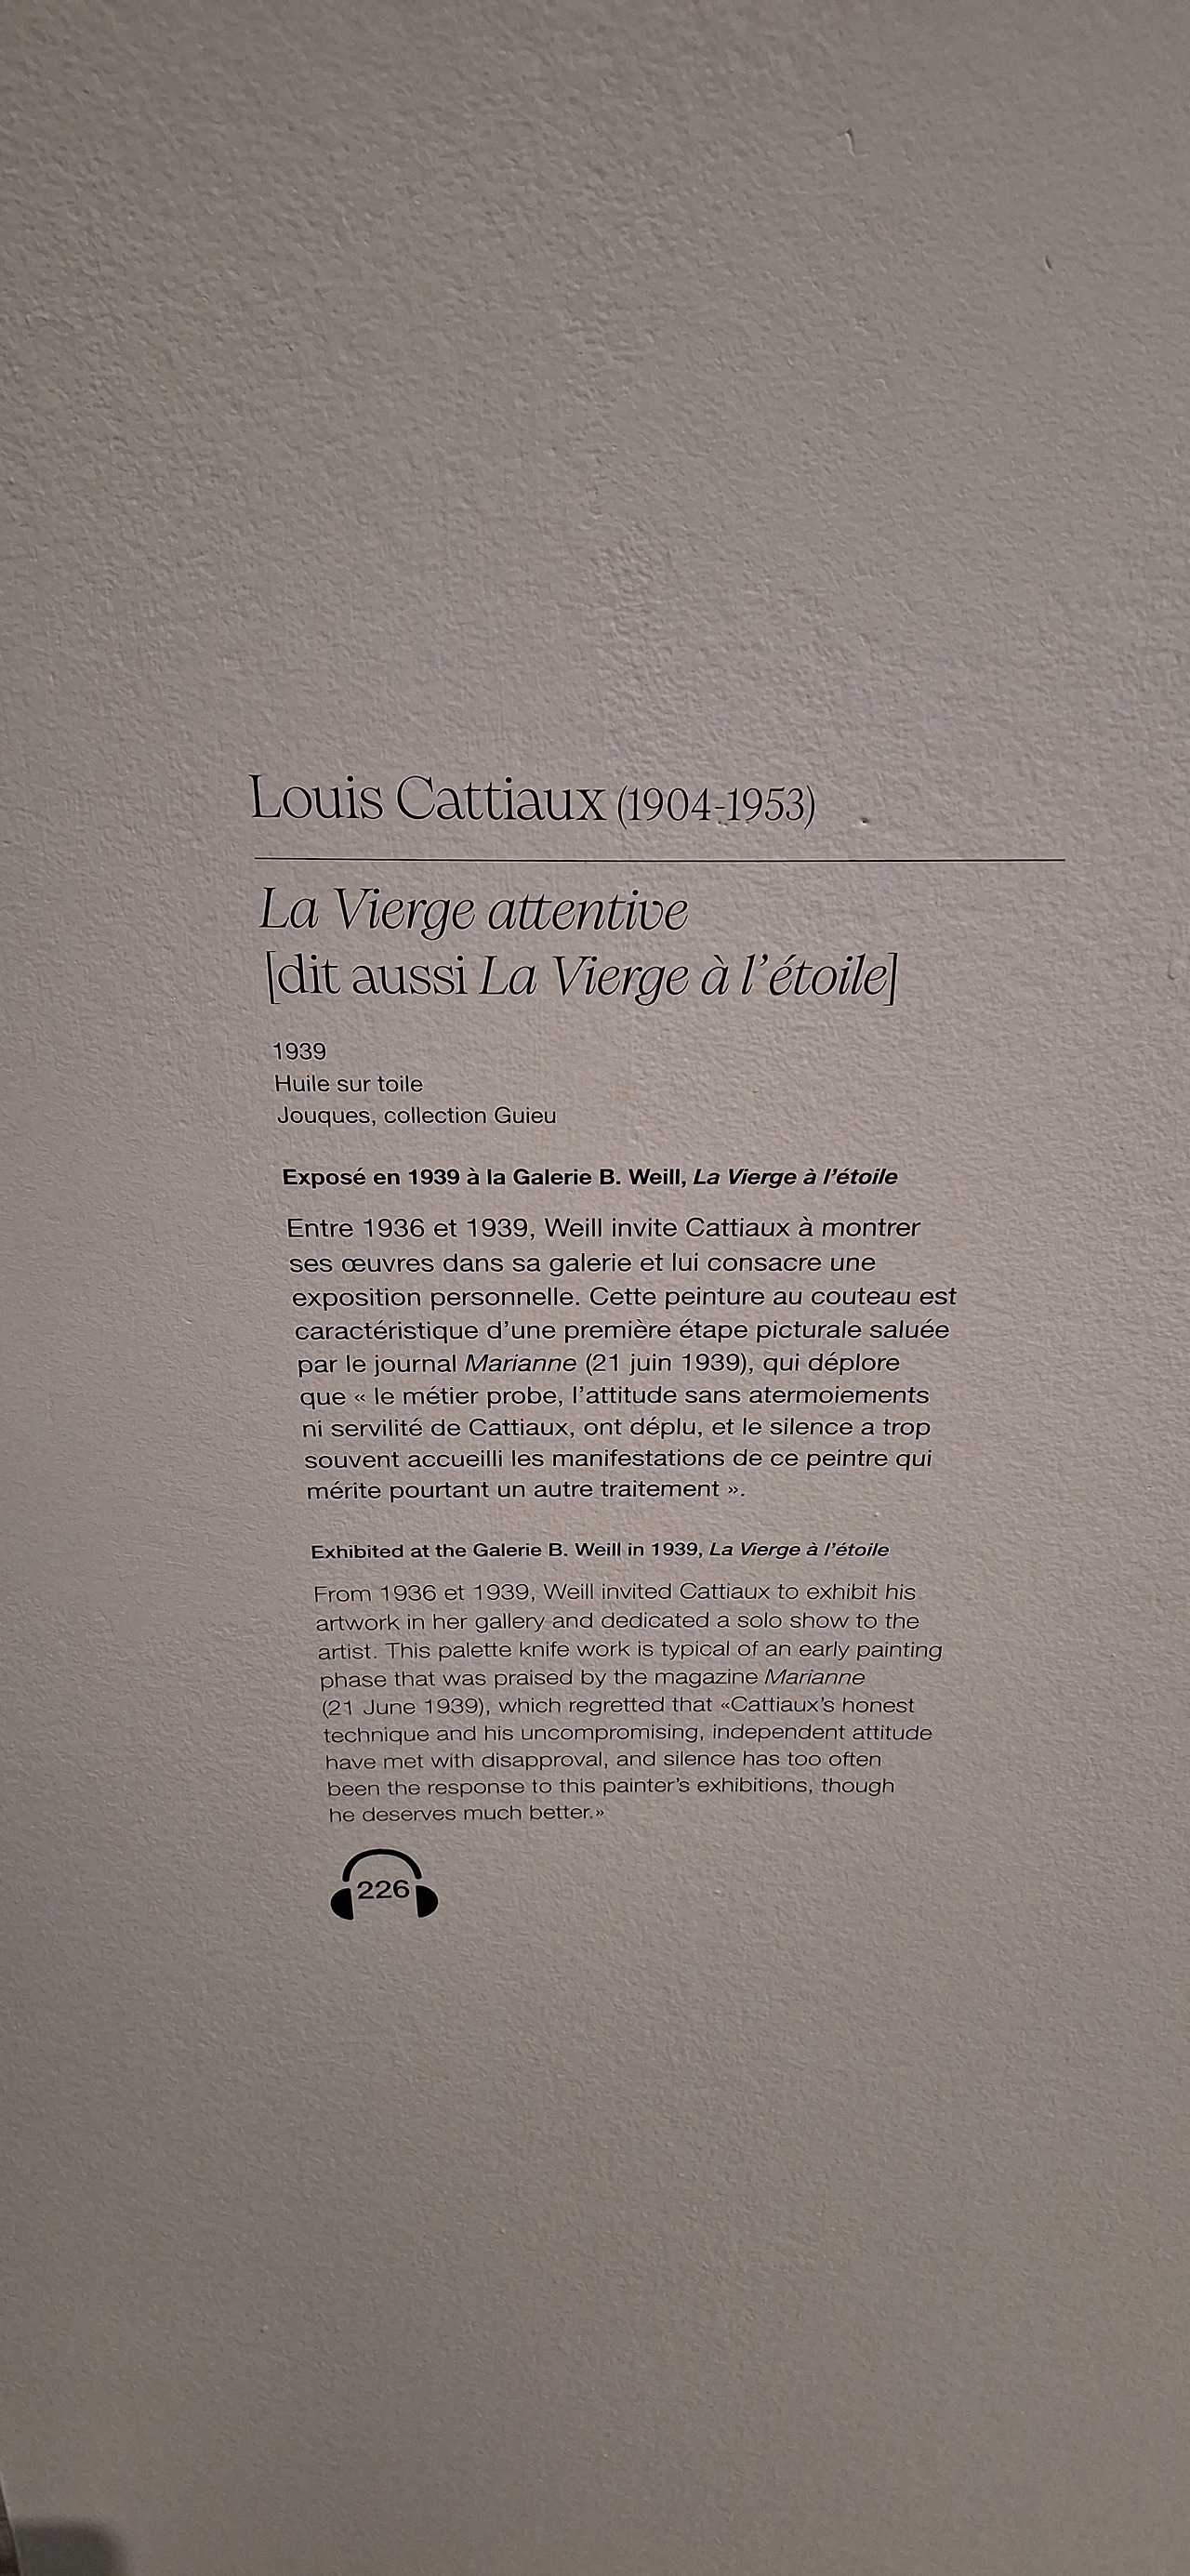 Louis Cattiaux (1904-1953)
La Vierge attentive
[dit aussi La Vierge à l’étoile]
1939
Huile sur toile
Jouques, collection Guieu
Exposé en 1939 à la Galerie B. Weill, La Vierge à l’étoile
Entre 1936 et 1939, Weill invite Cattiaux à montrer
ses œuvres dans sa galerie et lui consacre une
exposition personnelle. Cette peinture au couteau est
caractéristique d’une première étape picturale saluée
par le journal Marianne (21 juin 1939), qui déplore
que « le métier probe, l’attitude sans atermoiements
ni servilité de Cattiaux, ont déplu, et le silence a trop
souvent accueilli les manifestations de ce peintre qui
mérite pourtant un autre traitement ».
Exhibited at the Galerie B. Weill in 1939, La Vierge à l’étoile
From 1936 et 1939, Weill invited Cattiaux to exhibit his
artwork in her gallery and dedicated a solo show to the
artist. This palette knife work is typical of an early painting
phase that was praised by the magazine Marianne
(21 June 1939), which regretted that «Cattiaux’s honest
technique and his uncompromising, independent attitude
have met with disapproval, and silence has too often
been the response to this painter’s exhibitions, though
he deserves much better.»
226